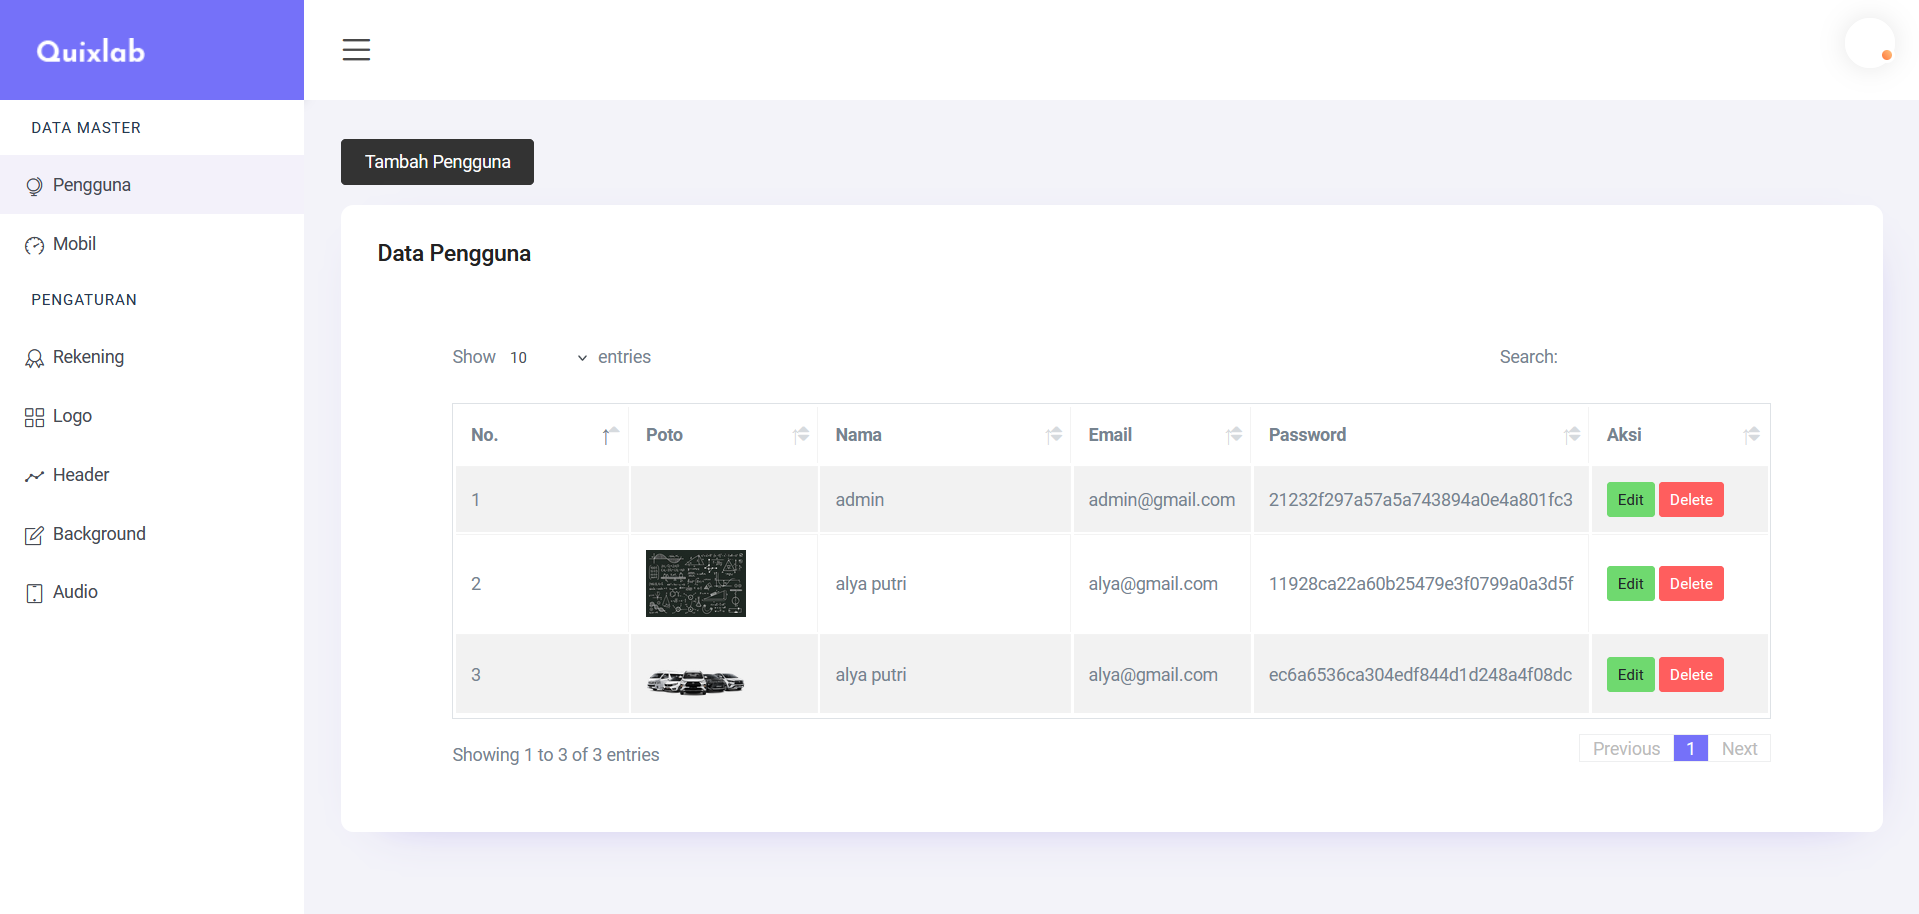 Quixlab
DATA MASTER
Pengguna
Mobil
PENGATURAN
Rekening
Logo
Header
Background
Audio
Tambah Pengguna
Data Pengguna
Show 10 entries
Search:
No. Poto Nama Email Password Aksi
1 admin admin@gmail.com 21232f297a57a5a743894a0e4a801fc3 Edit Delete
2 alya putri alya@gmail.com 11928ca22a60b25479e3f0799a0a3d5f Edit Delete
3 alya putri alya@gmail.com ec6a6536ca304edf844d1d248a4f08dc Edit Delete
Showing 1 to 3 of 3 entries
Previous 1 Next